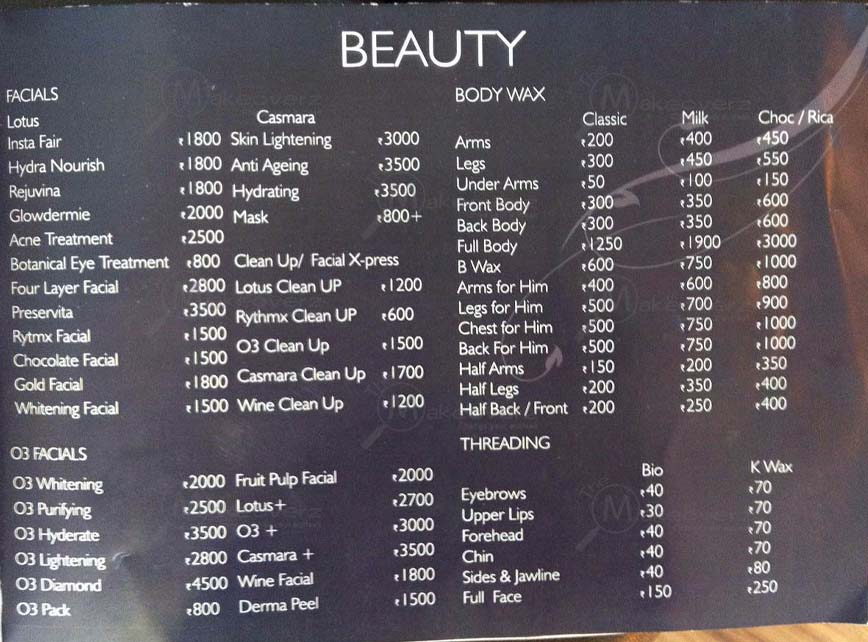 BEAUTY
FACIALS
Lotus
Insta Fair ₹1800
Hydra Nourish ₹1800
Rejuvina ₹1800
Glowdermie ₹2000
Acne Treatment ₹2500
Botanical Eye Treatment ₹800
Four Layer Facial ₹2800
Preservita ₹3500
Rytmx Facial ₹1500
Chocolate Facial ₹1500
Gold Facial ₹1800
Whitening Facial ₹1500
Casmara
Skin Lightening ₹3000
Anti Ageing ₹3500
Hydrating ₹3500
Mask ₹800+
Clean Up/ Facial X-press
Lotus Clean UP ₹1200
Rythmx Clean UP ₹600
O3 Clean Up ₹1500
Casmara Clean Up ₹1700
Wine Clean Up ₹1200
O3 FACIALS
O3 Whitening ₹2000
O3 Purifying ₹2500
O3 Hyderate ₹3500
O3 Lightening ₹2800
O3 Diamond ₹4500
O3 Pack ₹800
Fruit Pulp Facial ₹2000
Lotus+ ₹2700
O3 + ₹3000
Casmara + ₹3500
Wine Facial ₹1800
Derma Peel ₹1500
BODY WAX
Classic Milk Choc / Rica
Arms ₹200 ₹400 ₹450
Legs ₹300 ₹450 ₹550
Under Arms ₹50 ₹100 ₹150
Front Body ₹300 ₹350 ₹600
Back Body ₹300 ₹350 ₹600
Full Body ₹1250 ₹1900 ₹3000
B Wax ₹600 ₹750 ₹1000
Arms for Him ₹400 ₹600 ₹800
Legs for Him ₹500 ₹700 ₹900
Chest for Him ₹500 ₹750 ₹1000
Back For Him ₹500 ₹750 ₹1000
Half Arms ₹150 ₹200 ₹350
Half Legs ₹200 ₹350 ₹400
Half Back / Front ₹200 ₹250 ₹400
THREADING
Bio K Wax
Eyebrows ₹40 ₹70
Upper Lips ₹30 ₹70
Forehead ₹40 ₹70
Chin ₹40 ₹70
Sides & Jawline ₹40 ₹80
Full Face ₹150 ₹250